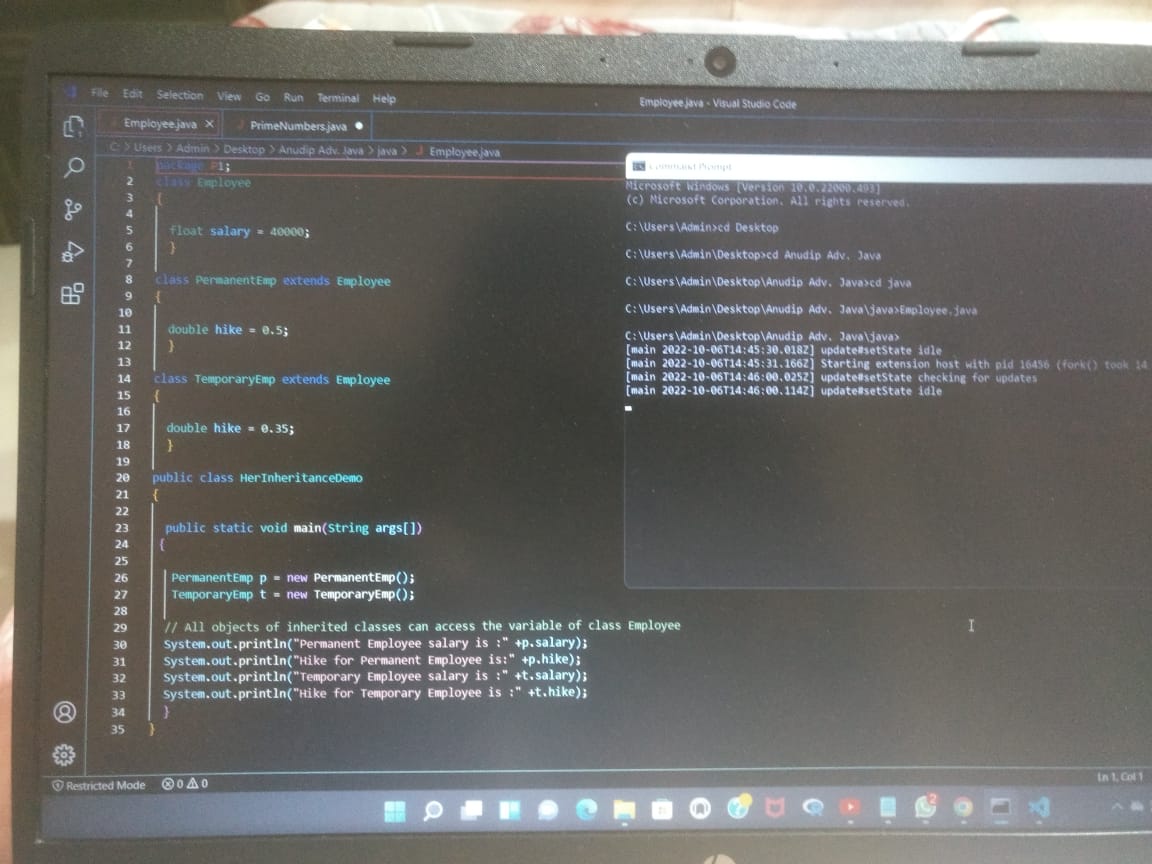 File Edit Selection View Go Run Terminal Help
Employee.java - Visual Studio Code
Employee.java × PrimeNumbers.java ●
C: > Users > Admin > Desktop > Anudip Adv. Java > java > J Employee.java
1 package P1;
2 class Employee
3 {
4
5 float salary = 40000;
6 }
7
8 class PermanentEmp extends Employee
9 {
10
11 double hike = 0.5;
12 }
13
14 class TemporaryEmp extends Employee
15 {
16
17 double hike = 0.35;
18 }
19
20 public class HerInheritanceDemo
21 {
22
23 public static void main(String args[])
24 {
25
26 PermanentEmp p = new PermanentEmp();
27 TemporaryEmp t = new TemporaryEmp();
28
29 // All objects of inherited classes can access the variable of class Employee
30 System.out.println("Permanent Employee salary is :" +p.salary);
31 System.out.println("Hike for Permanent Employee is:" +p.hike);
32 System.out.println("Temporary Employee salary is :" +t.salary);
33 System.out.println("Hike for Temporary Employee is :" +t.hike);
34 }
35 }
Command Prompt
Microsoft Windows [Version 10.0.22000.493]
(c) Microsoft Corporation. All rights reserved.
C:\Users\Admin>cd Desktop
C:\Users\Admin\Desktop>cd Anudip Adv. Java
C:\Users\Admin\Desktop\Anudip Adv. Java>cd java
C:\Users\Admin\Desktop\Anudip Adv. Java\java>Employee.java
C:\Users\Admin\Desktop\Anudip Adv. Java\java>
[main 2022-10-06T14:45:30.018Z] update#setState idle
[main 2022-10-06T14:45:31.166Z] Starting extension host with pid 16456 (fork() took 14
[main 2022-10-06T14:46:00.025Z] update#setState checking for updates
[main 2022-10-06T14:46:00.114Z] update#setState idle
Restricted Mode 0 0
Ln 1, Col 1
2
hp